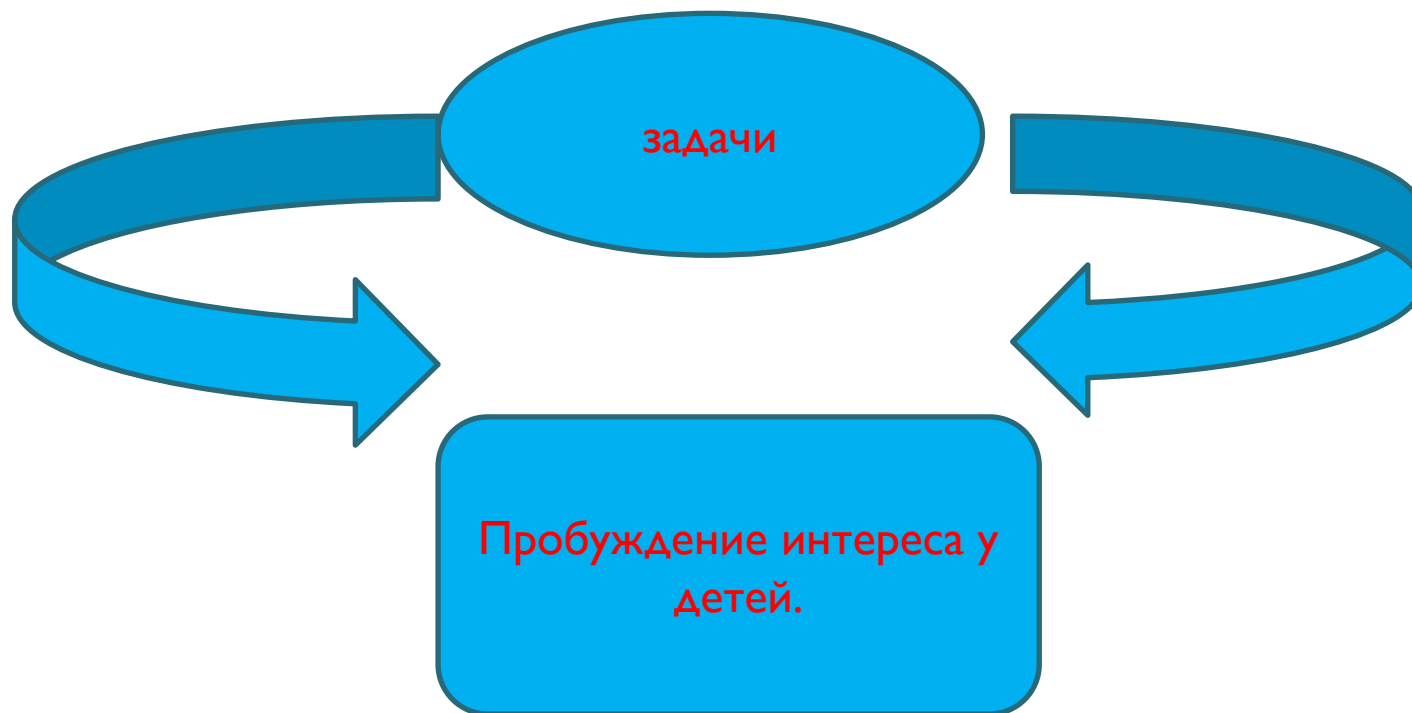 задачи
Пробуждение интереса у
детей.